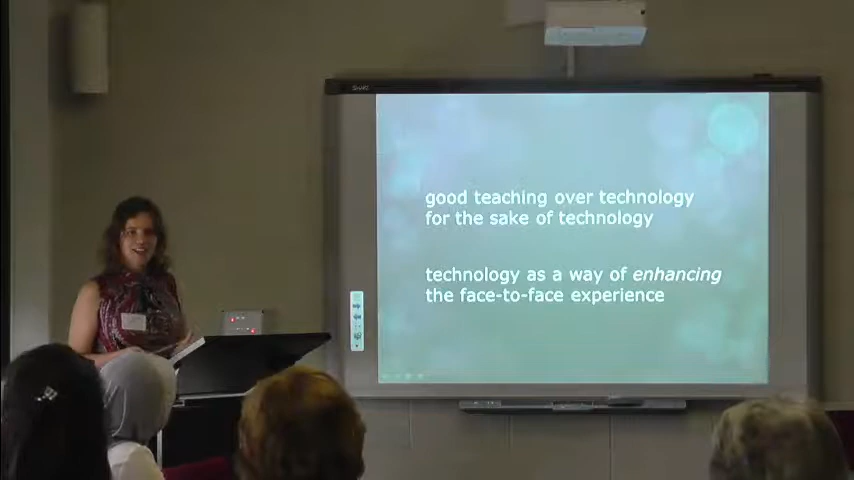 SMART
good teaching over technology
for the sake of technology
technology as a way of enhancing
the face-to-face experience